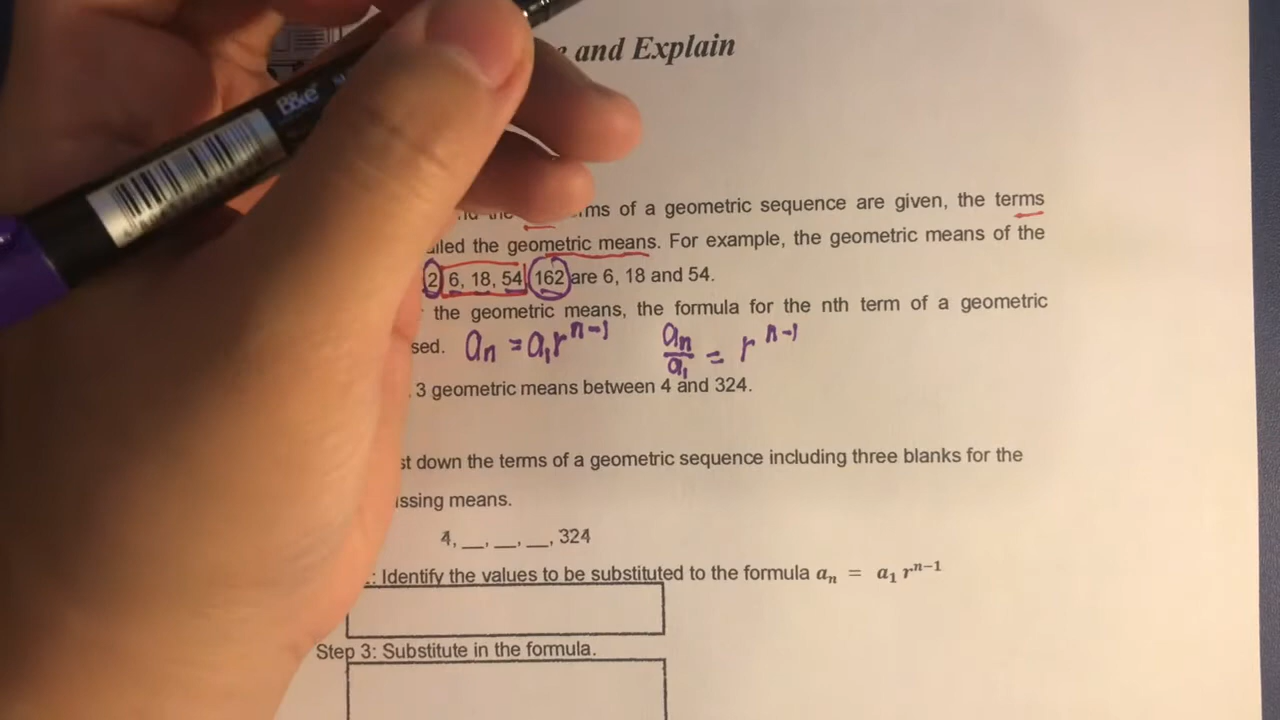 and Explain
terms of a geometric sequence are given, the terms
the geometric means. For example, the geometric means of the
2 6, 18, 54, 162 are 6, 18 and 54.
the geometric means, the formula for the nth term of a geometric
sed. aₙ = a₁rⁿ⁻¹ aₙ/a₁ = rⁿ⁻¹
3 geometric means between 4 and 324.
st down the terms of a geometric sequence including three blanks for the
issing means.
4, __, __, __, 324
: Identify the values to be substituted to the formula aₙ = a₁ rⁿ⁻¹
Step 3: Substitute in the formula.